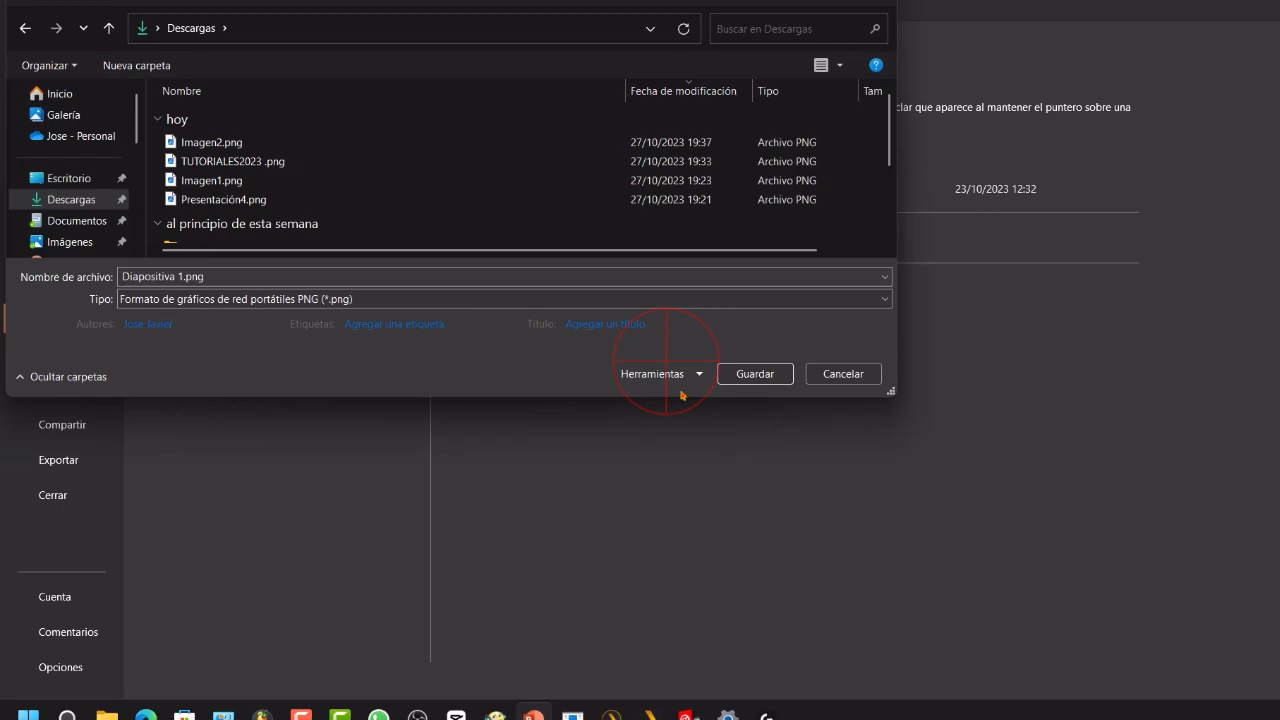 Descargas
Buscar en Descargas
Organizar
Nueva carpeta
Nombre
Fecha de modificación
Tipo
Tam
Inicio
Galería
Jose - Personal
Escritorio
Descargas
Documentos
Imágenes
hoy
Imagen2.png 27/10/2023 19:37 Archivo PNG
TUTORIALES2023 .png 27/10/2023 19:33 Archivo PNG
Imagen1.png 27/10/2023 19:23 Archivo PNG
Presentación4.png 27/10/2023 19:21 Archivo PNG
al principio de esta semana
clar que aparece al mantener el puntero sobre una
23/10/2023 12:32
Nombre de archivo: Diapositiva 1.png
Tipo: Formato de gráficos de red portátiles PNG (*.png)
Autores: Jose Javier Etiquetas: Agregar una etiqueta Título: Agregar un título
Ocultar carpetas
Herramientas
Guardar
Cancelar
Compartir
Exportar
Cerrar
Cuenta
Comentarios
Opciones